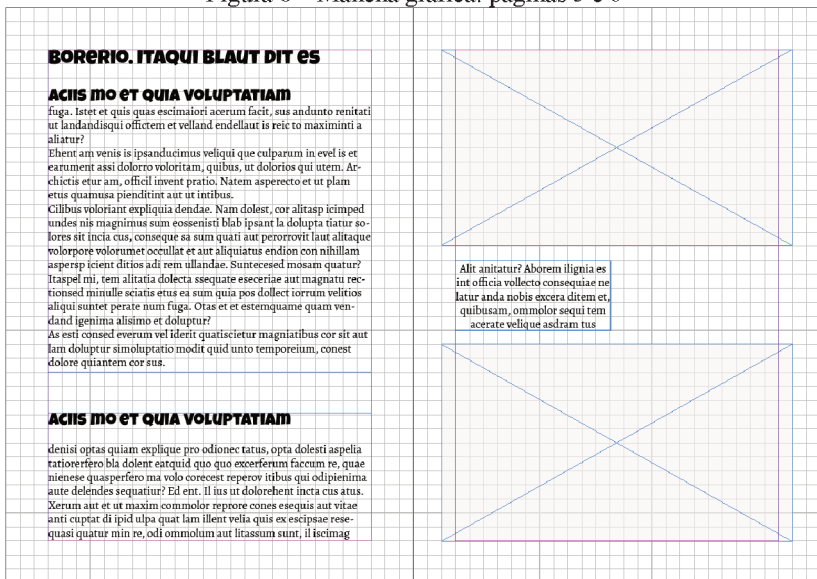 BORERIO. ITAQUI BLAUT DIT ES
ACIIS MO ET QUIA VOLUPTATIAM
fuga. Istet et quis quas escimaiori acerum facit, sus andunto renitati
ut landandisqui offictem et velland endellaut is reic to maximinti a
aliatur?
Ehent am venis is ipsanducimus veliqui que culparum in evel is et
earument assi dolorro voloritam, quibus, ut dolorios qui utem. Ar-
chictis etur am, officil invent pratio. Natem asperecto et ut plam
etus quamusa pienditint aut ut intibus.
Cilibus voloriant expliquia dendae. Nam dolest, cor alitasp icimped
undes nis magnimus sum eossenisti blab ipsant la dolupta tiatur so-
lores sit incia cus, conseque sa sum quati aut perorrovit laut alitaque
volorpore volorumet occullat et aut aliquiatus endion con nihillam
aspersp icient ditios adi rem ullandae. Suntecesed mosam quatur?
Itaspel mi, tem alitatia dolecta ssequate eseceriae aut magnatu rec-
tionsed minulle sciatis etus ea sum quia pos dollect iorrum velitios
aliqui suntet perate num fuga. Otas et et estemquame quam ven-
dand igenima alisimo et doluptur?
As esti consed everum vel iderit quatiscietur magniatibus cor sit aut
lam doluptur simoluptatio modit quid unto temporeium, conest
dolore quiantem cor sus.
ACIIS MO ET QUIA VOLUPTATIAM
denisi optas quiam explique pro odionec tatus, opta dolesti aspelia
tatiorerfero bla dolent eatquid quo quo excerferum faccum re, quae
nienese quasperfero ma volo corecest reperov itibus qui odipienima
aute delendes sequatiur? Ed ent. Il ius ut dolorehent incta cus atus.
Xerum aut et ut maxim commolor reprore cones esequis aut vitae
anti cuptat di ipid ulpa quat lam illent velia quis ex escipsae rese-
quasi quatur min re, odi ommolum aut litassum sunt, il iscimag
Alit anitatur? Aborem ilignia es
int officia vollecto consequiae ne
latur anda nobis excera ditem et,
quibusam, ommolor sequi tem
acerate velique asdram tus